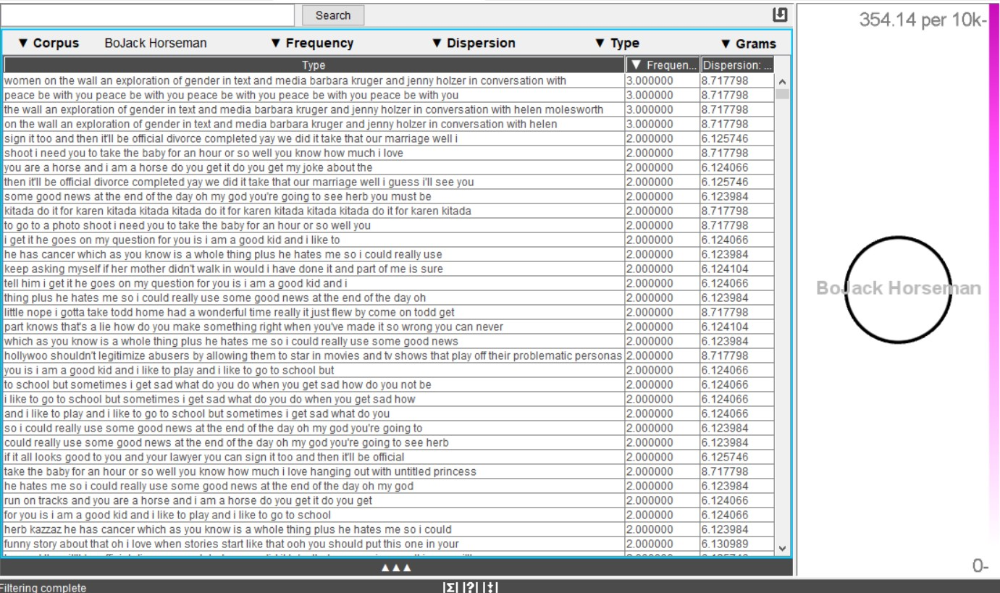 Search
354.14 per 10k-
▼ Corpus BoJack Horseman ▼ Frequency ▼ Dispersion ▼ Type ▼ Grams
Type ▼ Frequen... Dispersion: ...
women on the wall an exploration of gender in text and media barbara kruger and jenny holzer in conversation with 3.000000 8.717798
peace be with you peace be with you peace be with you peace be with you peace be with you 3.000000 8.717798
the wall an exploration of gender in text and media barbara kruger and jenny holzer in conversation with helen molesworth 3.000000 8.717798
on the wall an exploration of gender in text and media barbara kruger and jenny holzer in conversation with helen 3.000000 8.717798
sign it too and then it'll be official divorce completed yay we did it take that our marriage well i 2.000000 6.125746
shoot i need you to take the baby for an hour or so well you know how much i love 2.000000 8.717798
you are a horse and i am a horse do you get it do you get my joke about the 2.000000 6.124066
then it'll be official divorce completed yay we did it take that our marriage well i guess i'll see you 2.000000 6.125746
some good news at the end of the day oh my god you're going to see herb you must be 2.000000 6.123984
kitada do it for karen kitada kitada kitada do it for karen kitada kitada kitada do it for karen kitada 2.000000 8.717798
to go to a photo shoot i need you to take the baby for an hour or so well you 2.000000 8.717798
i get it he goes on my question for you is i am a good kid and i like to 2.000000 6.124066
he has cancer which as you know is a whole thing plus he hates me so i could really use 2.000000 6.123984
keep asking myself if her mother didn't walk in would i have done it and part of me is sure 2.000000 6.124104
tell him i get it he goes on my question for you is i am a good kid and i 2.000000 6.124066
thing plus he hates me so i could really use some good news at the end of the day oh 2.000000 6.123984
little nope i gotta take todd home had a wonderful time really it just flew by come on todd get 2.000000 8.717798
part knows that's a lie how do you make something right when you've made it so wrong you can never 2.000000 6.124104
which as you know is a whole thing plus he hates me so i could really use some good news 2.000000 6.123984
hollywoo shouldn't legitimize abusers by allowing them to star in movies and tv shows that play off their problematic personas 2.000000 8.717798
you is i am a good kid and i like to play and i like to go to school but 2.000000 6.124066
to school but sometimes i get sad what do you do when you get sad how do you not be 2.000000 6.124066
i like to go to school but sometimes i get sad what do you do when you get sad how 2.000000 6.124066
and i like to play and i like to go to school but sometimes i get sad what do you 2.000000 6.124066
so i could really use some good news at the end of the day oh my god you're going to 2.000000 6.123984
could really use some good news at the end of the day oh my god you're going to see herb 2.000000 6.123984
if it all looks good to you and your lawyer you can sign it too and then it'll be official 2.000000 6.125746
take the baby for an hour or so well you know how much i love hanging out with untitled princess 2.000000 8.717798
he hates me so i could really use some good news at the end of the day oh my god 2.000000 6.123984
run on tracks and you are a horse and i am a horse do you get it do you get 2.000000 6.124066
for you is i am a good kid and i like to play and i like to go to school 2.000000 6.124066
herb kazzaz he has cancer which as you know is a whole thing plus he hates me so i could 2.000000 6.123984
funny story about that oh i love when stories start like that ooh you should put this one in your 2.000000 6.130989
BoJack Horseman
0-
▲▲▲
Filtering complete |Σ| |?| |‡|